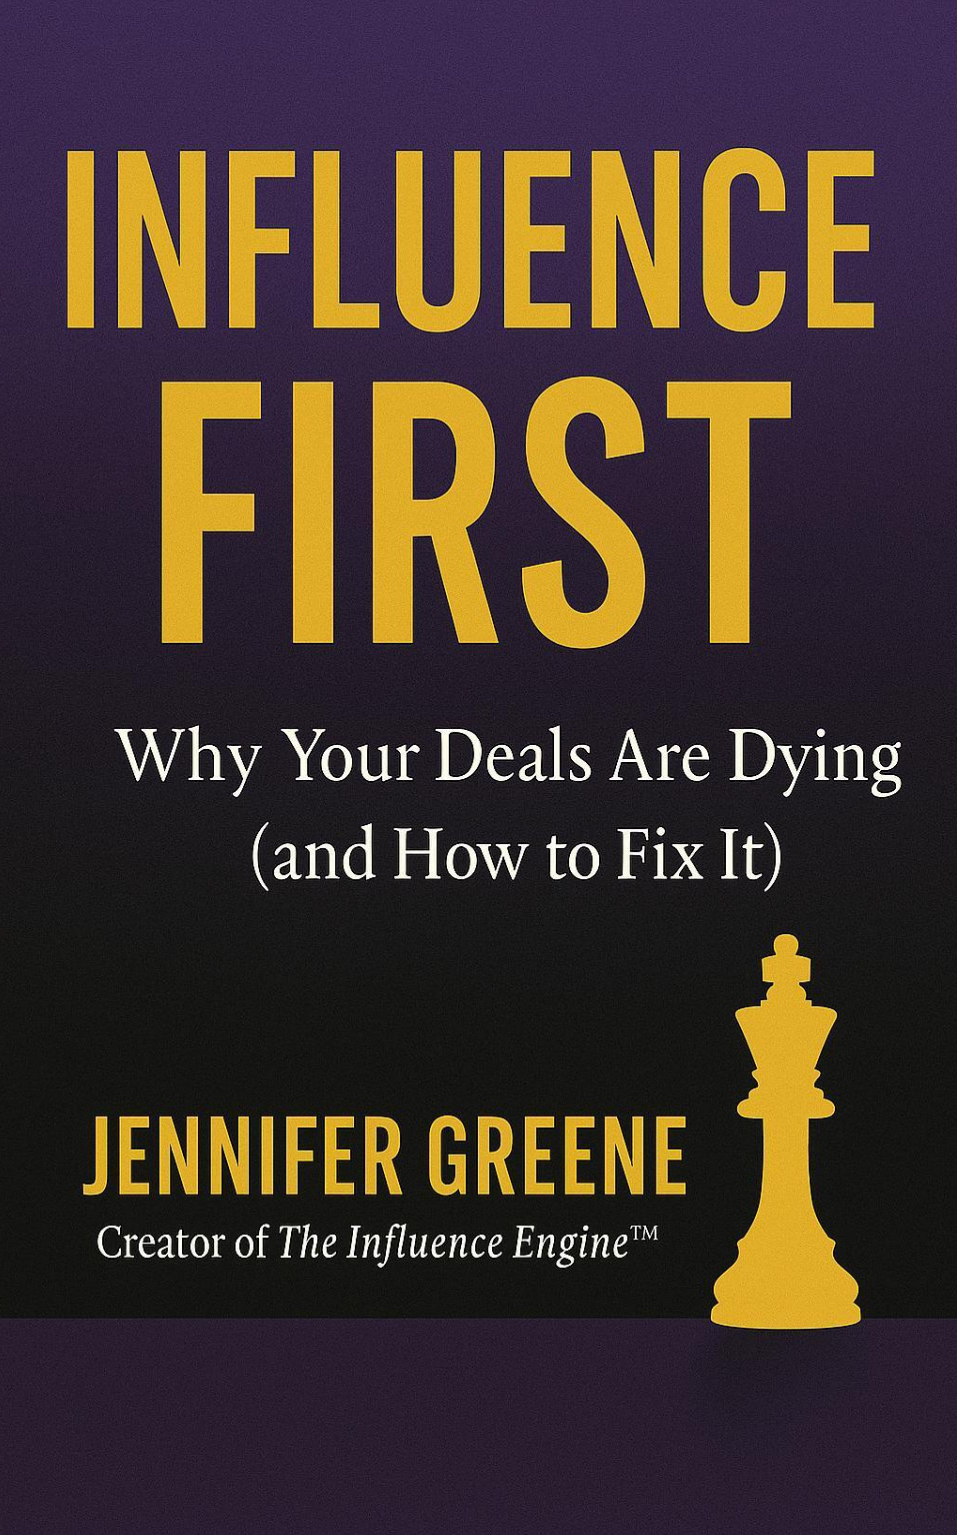 INFLUENCE
FIRST
Why Your Deals Are Dying
(and How to Fix It)
JENNIFER GREENE
Creator of The Influence Engine™